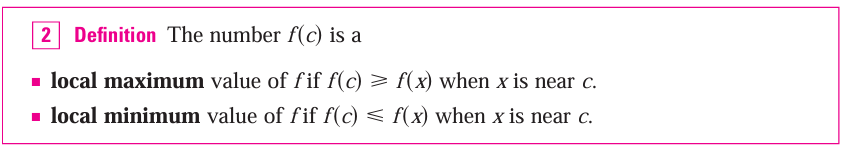 2 Definition The number f(c) is a
▪ local maximum value of f if f(c) ⩾ f(x) when x is near c.
▪ local minimum value of f if f(c) ⩽ f(x) when x is near c.